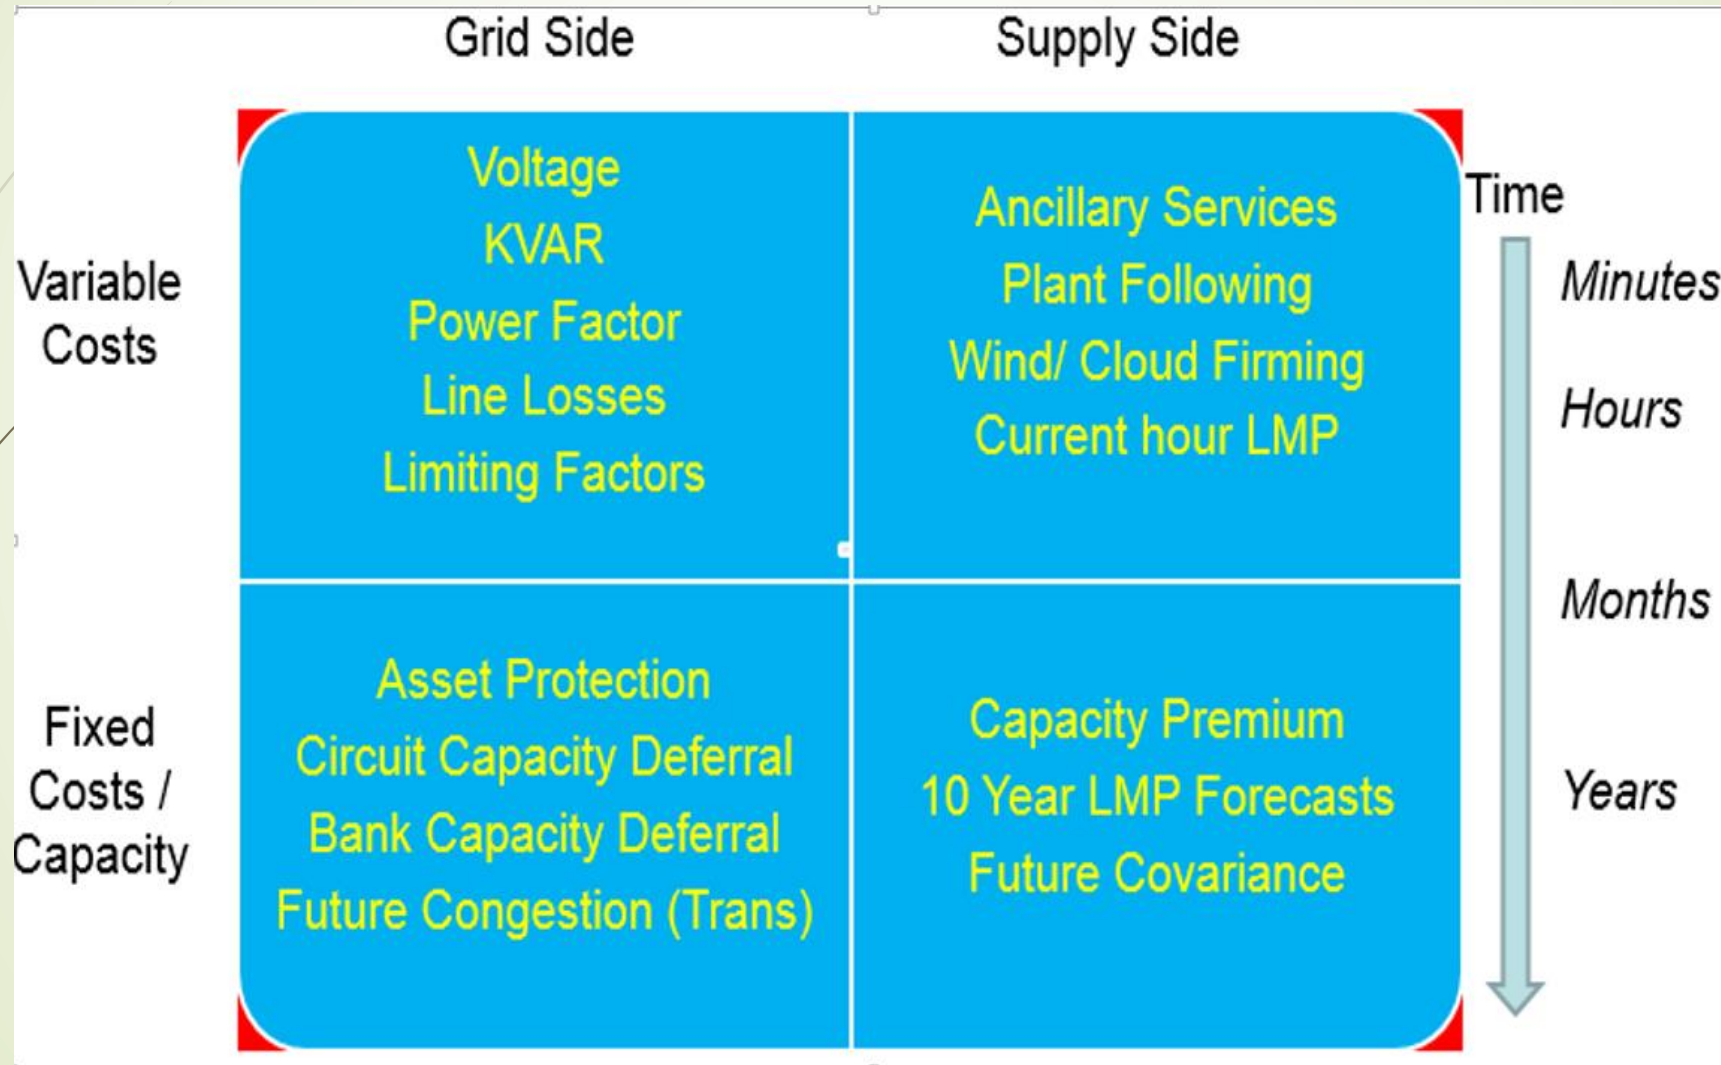 Grid Side
Supply Side
Variable
Costs
Voltage
KVAR
Power Factor
Line Losses
Limiting Factors
Ancillary Services
Plant Following
Wind/ Cloud Firming
Current hour LMP
Time
Minutes
Hours
Months
Years
Fixed
Costs /
Capacity
Asset Protection
Circuit Capacity Deferral
Bank Capacity Deferral
Future Congestion (Trans)
Capacity Premium
10 Year LMP Forecasts
Future Covariance